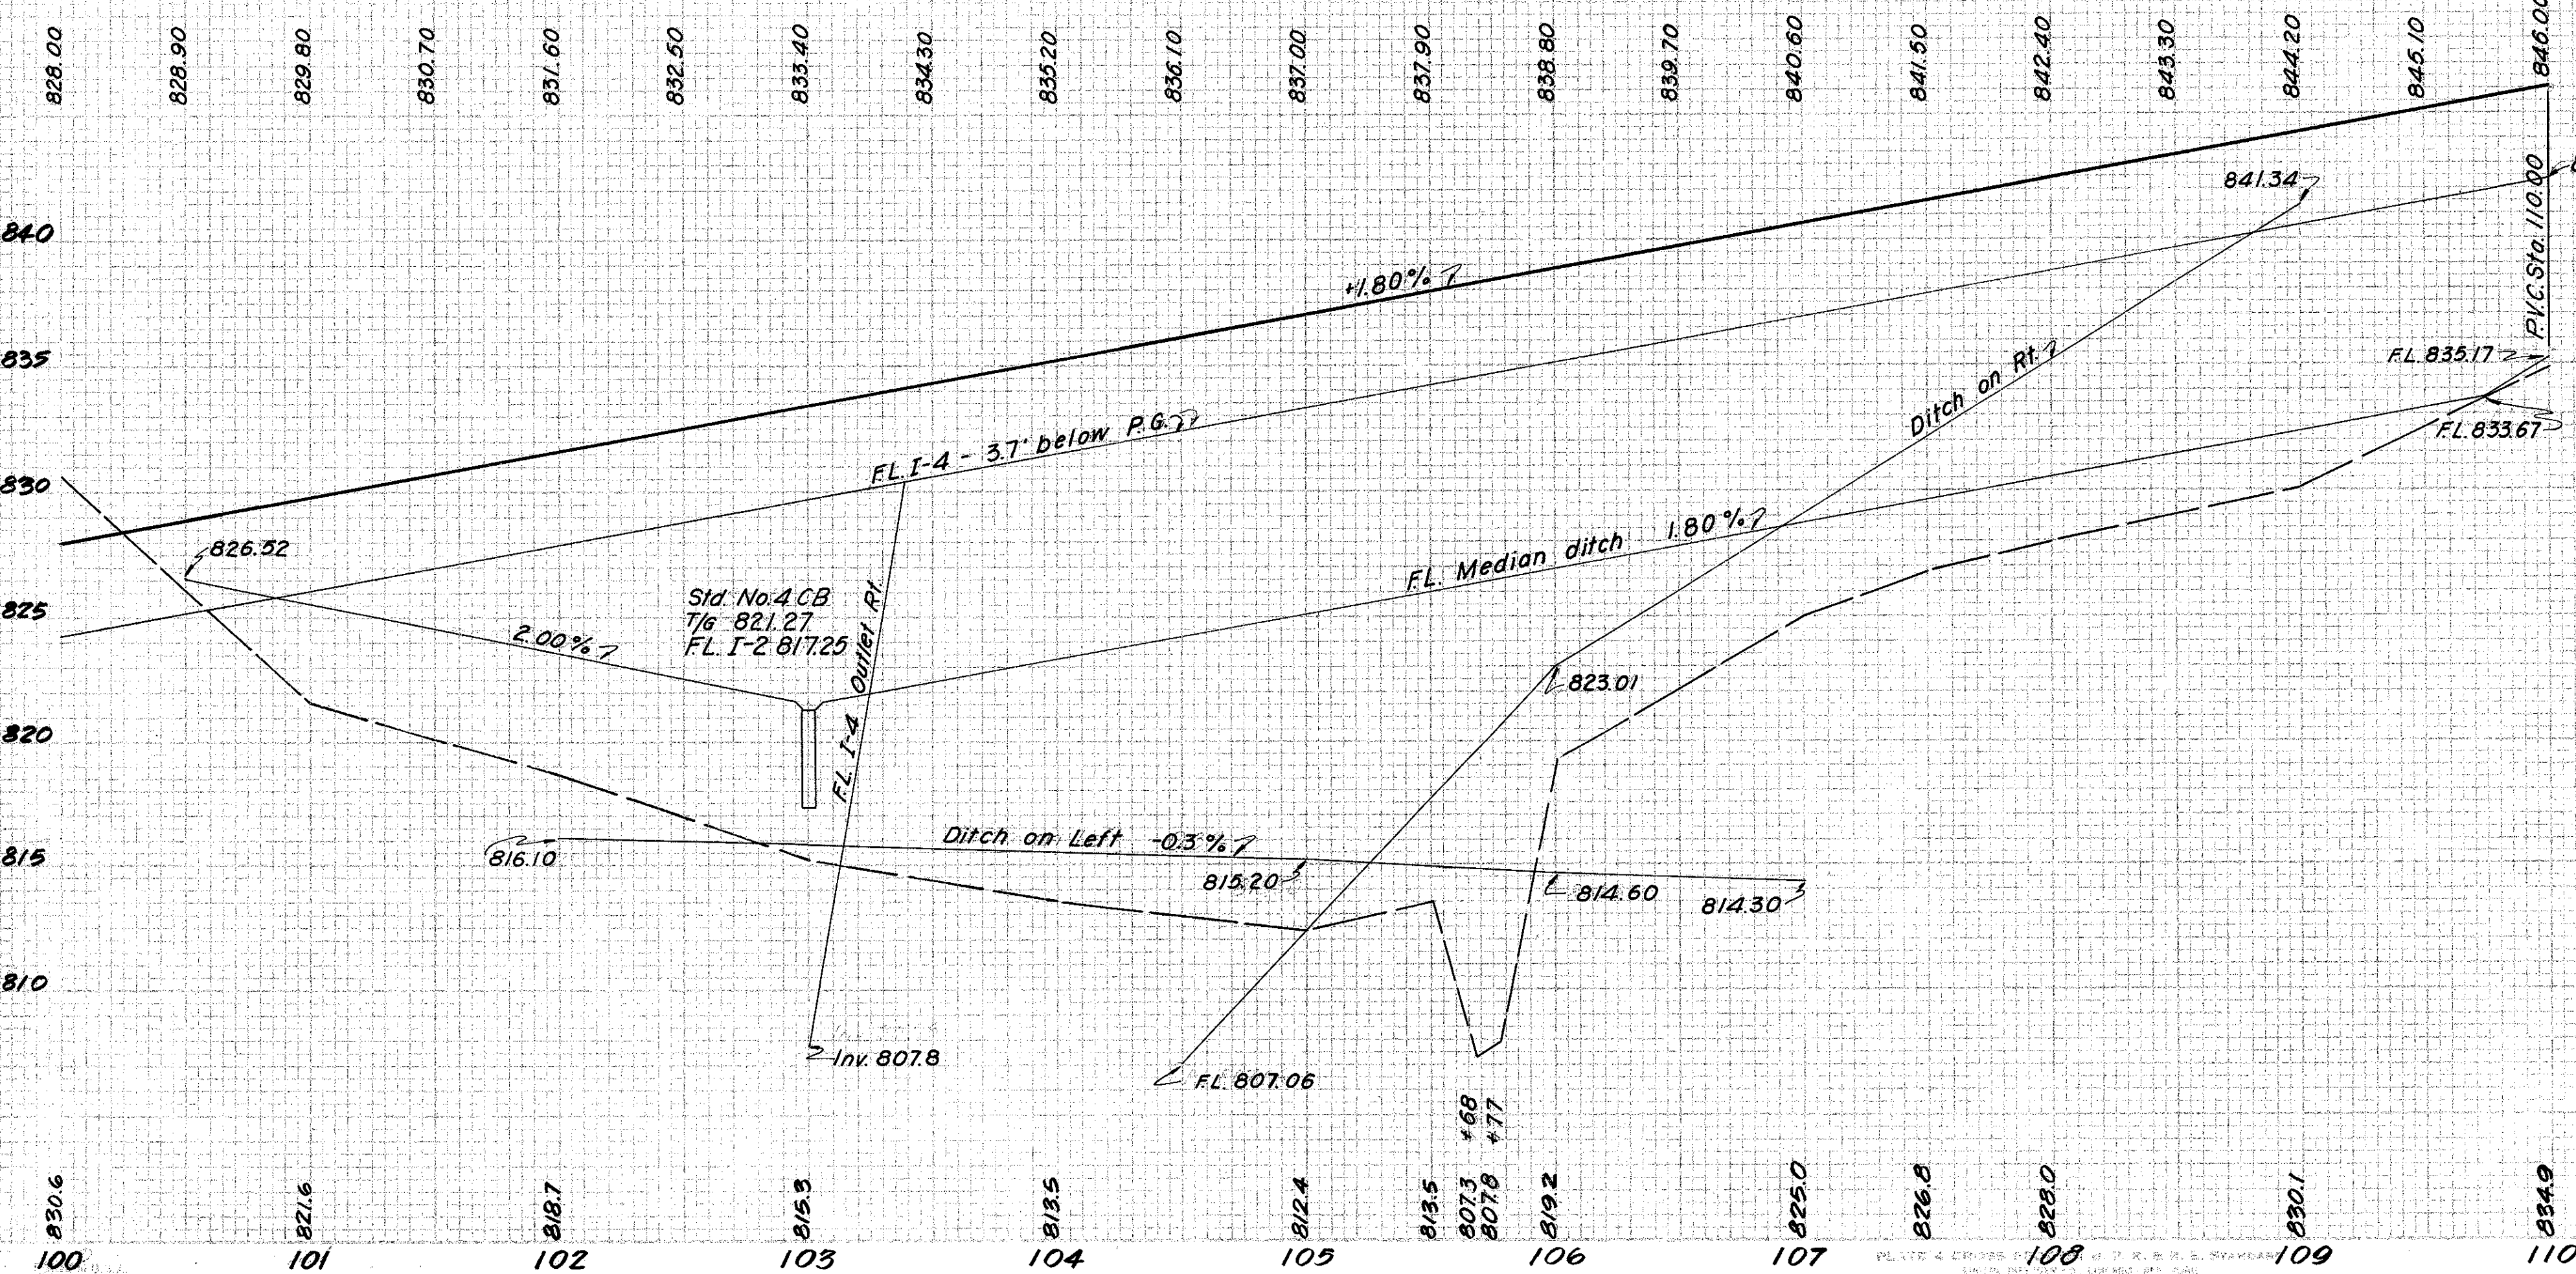 828.00 828.90 829.80 830.70 831.60 832.50 833.40 834.30 835.20 836.10 837.00 837.90 838.80 839.70 840.60 841.50 842.40 843.30 844.20 845.10 846.00
841.34
P.V.C. Sta. 110.00
840
+1.80%
835
Ditch on Rt.
F.L. 835.17
F.L. I-4 - 3.7' below P.G.
F.L. 833.67
830
826.52
F.L. Median ditch 1.80%
825
2.00%
Std. No. 4 CB
T/G 821.27
F.L. I-2 817.25
F.L. I-4 Outlet Rt.
823.01
820
Ditch on Left -0.3%
815
816.10
815.20
814.60
814.30
810
Inv. 807.8
F.L. 807.06
+68
+77
830.6 821.6 818.7 815.3 813.5 812.4 813.5 807.3 807.8 819.2 825.0 826.8 828.0 830.1 834.9
100 101 102 103 104 105 106 107 108 109 110